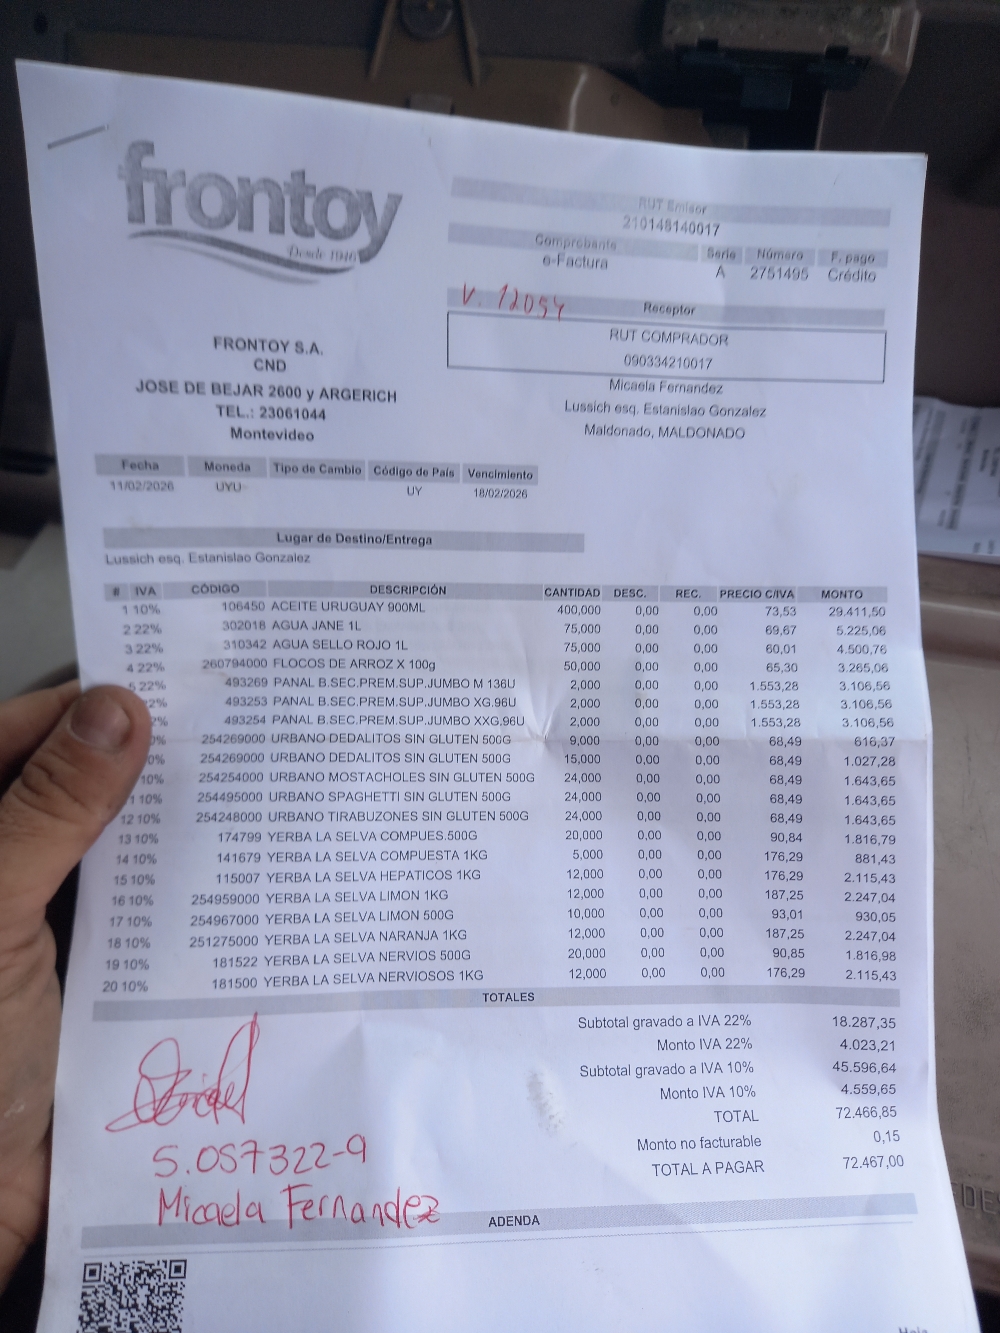 frontoy
Desde 1946
RUT Emisor
210148140017
Comprobante Serie Número F. pago
e-Factura A 2751495 Crédito
V. 12054
Receptor
RUT COMPRADOR
090334210017
Micaela Fernandez
Lussich esq. Estanislao Gonzalez
Maldonado, MALDONADO
FRONTOY S.A.
CND
JOSE DE BEJAR 2600 y ARGERICH
TEL.: 23061044
Montevideo
Fecha Moneda Tipo de Cambio Código de País Vencimiento
11/02/2026 UYU UY 18/02/2026
Lugar de Destino/Entrega
Lussich esq. Estanislao Gonzalez
# IVA CÓDIGO DESCRIPCIÓN CANTIDAD DESC. REC. PRECIO C/IVA MONTO
1 10% 106450 ACEITE URUGUAY 900ML 400,000 0,00 0,00 73,53 29.411,50
2 22% 302018 AGUA JANE 1L 75,000 0,00 0,00 69,67 5.225,06
3 22% 310342 AGUA SELLO ROJO 1L 75,000 0,00 0,00 60,01 4.500,76
4 22% 260794000 FLOCOS DE ARROZ X 100g 50,000 0,00 0,00 65,30 3.265,06
5 22% 493269 PANAL B.SEC.PREM.SUP.JUMBO M 136U 2,000 0,00 0,00 1.553,28 3.106,56
2% 493253 PANAL B.SEC.PREM.SUP.JUMBO XG.96U 2,000 0,00 0,00 1.553,28 3.106,56
% 493254 PANAL B.SEC.PREM.SUP.JUMBO XXG.96U 2,000 0,00 0,00 1.553,28 3.106,56
0% 254269000 URBANO DEDALITOS SIN GLUTEN 500G 9,000 0,00 0,00 68,49 616,37
0% 254269000 URBANO DEDALITOS SIN GLUTEN 500G 15,000 0,00 0,00 68,49 1.027,28
10% 254254000 URBANO MOSTACHOLES SIN GLUTEN 500G 24,000 0,00 0,00 68,49 1.643,65
1 10% 254495000 URBANO SPAGHETTI SIN GLUTEN 500G 24,000 0,00 0,00 68,49 1.643,65
12 10% 254248000 URBANO TIRABUZONES SIN GLUTEN 500G 24,000 0,00 0,00 68,49 1.643,65
13 10% 174799 YERBA LA SELVA COMPUES.500G 20,000 0,00 0,00 90,84 1.816,79
14 10% 141679 YERBA LA SELVA COMPUESTA 1KG 5,000 0,00 0,00 176,29 881,43
15 10% 115007 YERBA LA SELVA HEPATICOS 1KG 12,000 0,00 0,00 176,29 2.115,43
16 10% 254959000 YERBA LA SELVA LIMON 1KG 12,000 0,00 0,00 187,25 2.247,04
17 10% 254967000 YERBA LA SELVA LIMON 500G 10,000 0,00 0,00 93,01 930,05
18 10% 251275000 YERBA LA SELVA NARANJA 1KG 12,000 0,00 0,00 187,25 2.247,04
19 10% 181522 YERBA LA SELVA NERVIOS 500G 20,000 0,00 0,00 90,85 1.816,98
20 10% 181500 YERBA LA SELVA NERVIOSOS 1KG 12,000 0,00 0,00 176,29 2.115,43
TOTALES
Subtotal gravado a IVA 22% 18.287,35
Monto IVA 22% 4.023,21
Subtotal gravado a IVA 10% 45.596,64
Monto IVA 10% 4.559,65
TOTAL 72.466,85
Monto no facturable 0,15
TOTAL A PAGAR 72.467,00
5.057322-9
Micaela Fernandez
ADENDA